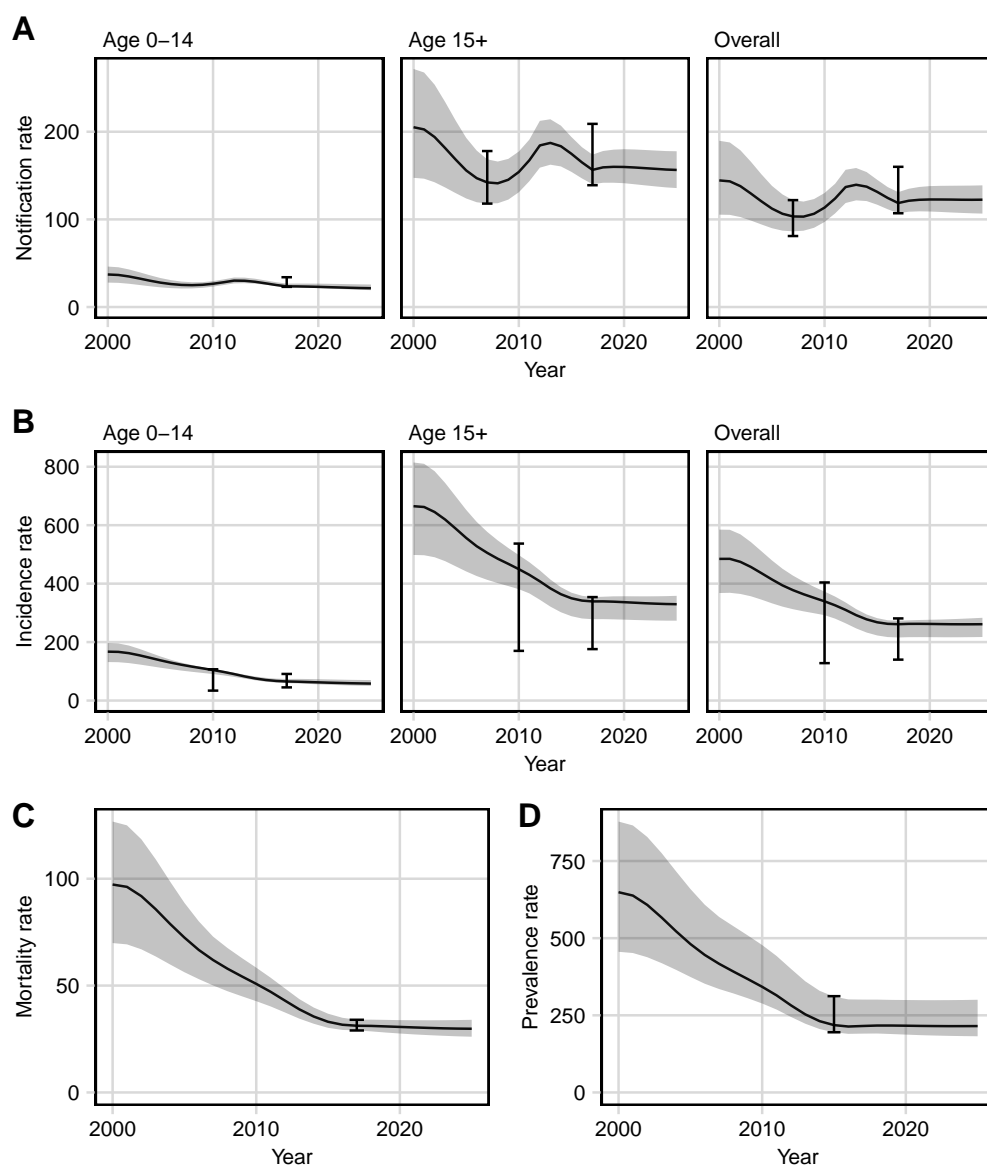 A
Age 0−14 Age 15+ Overall
Notification rate
200
100
0
2000 2010 2020 2000 2010 2020 2000 2010 2020
Year
B
Age 0−14 Age 15+ Overall
Incidence rate
800
600
400
200
0
2000 2010 2020 2000 2010 2020 2000 2010 2020
Year
C
Mortality rate
100
50
0
2000 2010 2020
Year
D
Prevalence rate
750
500
250
0
2000 2010 2020
Year